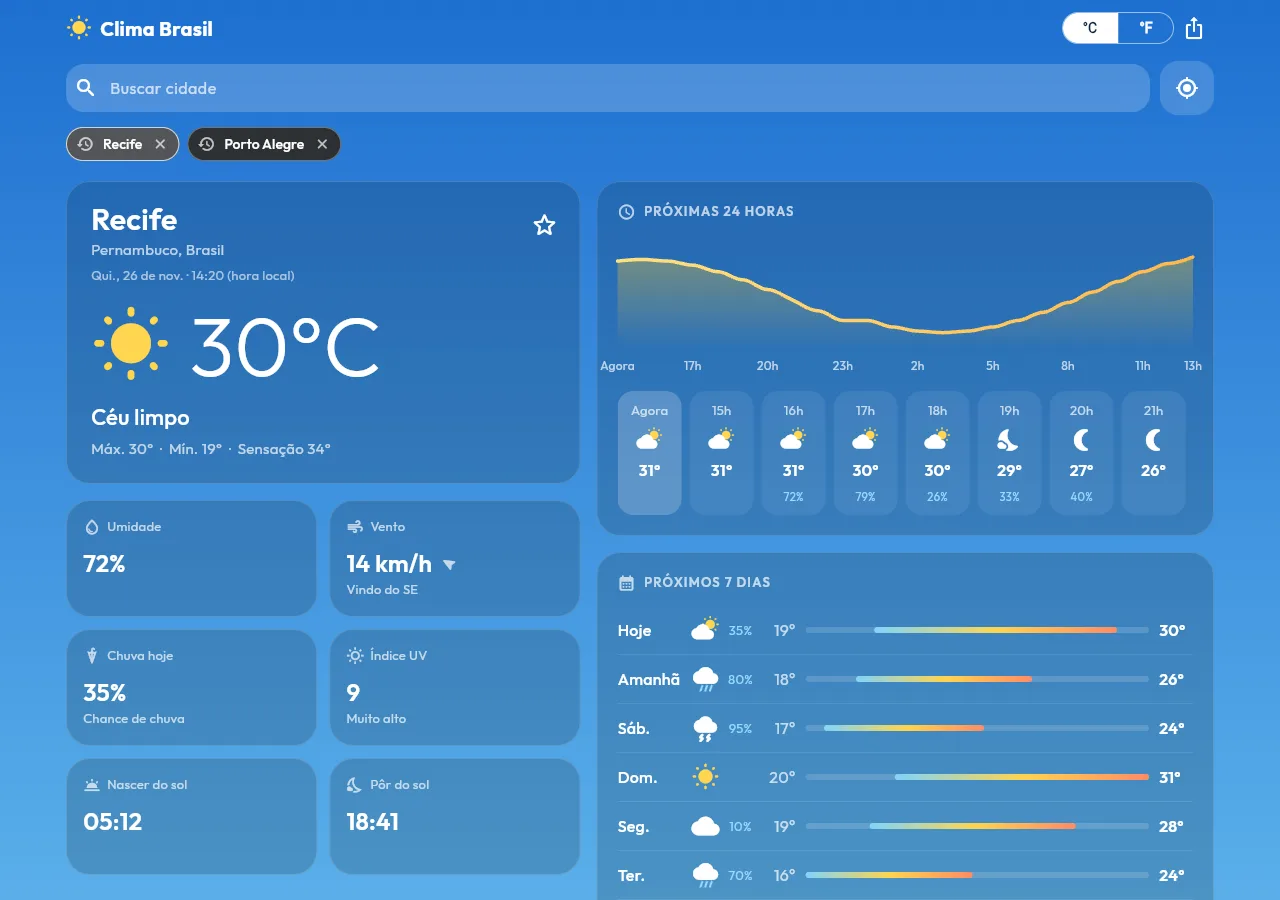 Clima Brasil
°C °F
Buscar cidade
Recife
Porto Alegre
Recife
Pernambuco, Brasil
Qui., 26 de nov. · 14:20 (hora local)
30°C
Céu limpo
Máx. 30° · Mín. 19° · Sensação 34°
Umidade
72%
Vento
14 km/h
Vindo do SE
Chuva hoje
35%
Chance de chuva
Índice UV
9
Muito alto
Nascer do sol
05:12
Pôr do sol
18:41
PRÓXIMAS 24 HORAS
Agora 17h 20h 23h 2h 5h 8h 11h 13h
Agora 15h 16h 17h 18h 19h 20h 21h
31° 31° 31° 30° 30° 29° 27° 26°
72% 79% 26% 33% 40%
PRÓXIMOS 7 DIAS
Hoje 35% 19° 30°
Amanhã 80% 18° 26°
Sáb. 95% 17° 24°
Dom. 20° 31°
Seg. 10% 19° 28°
Ter. 70% 16° 24°